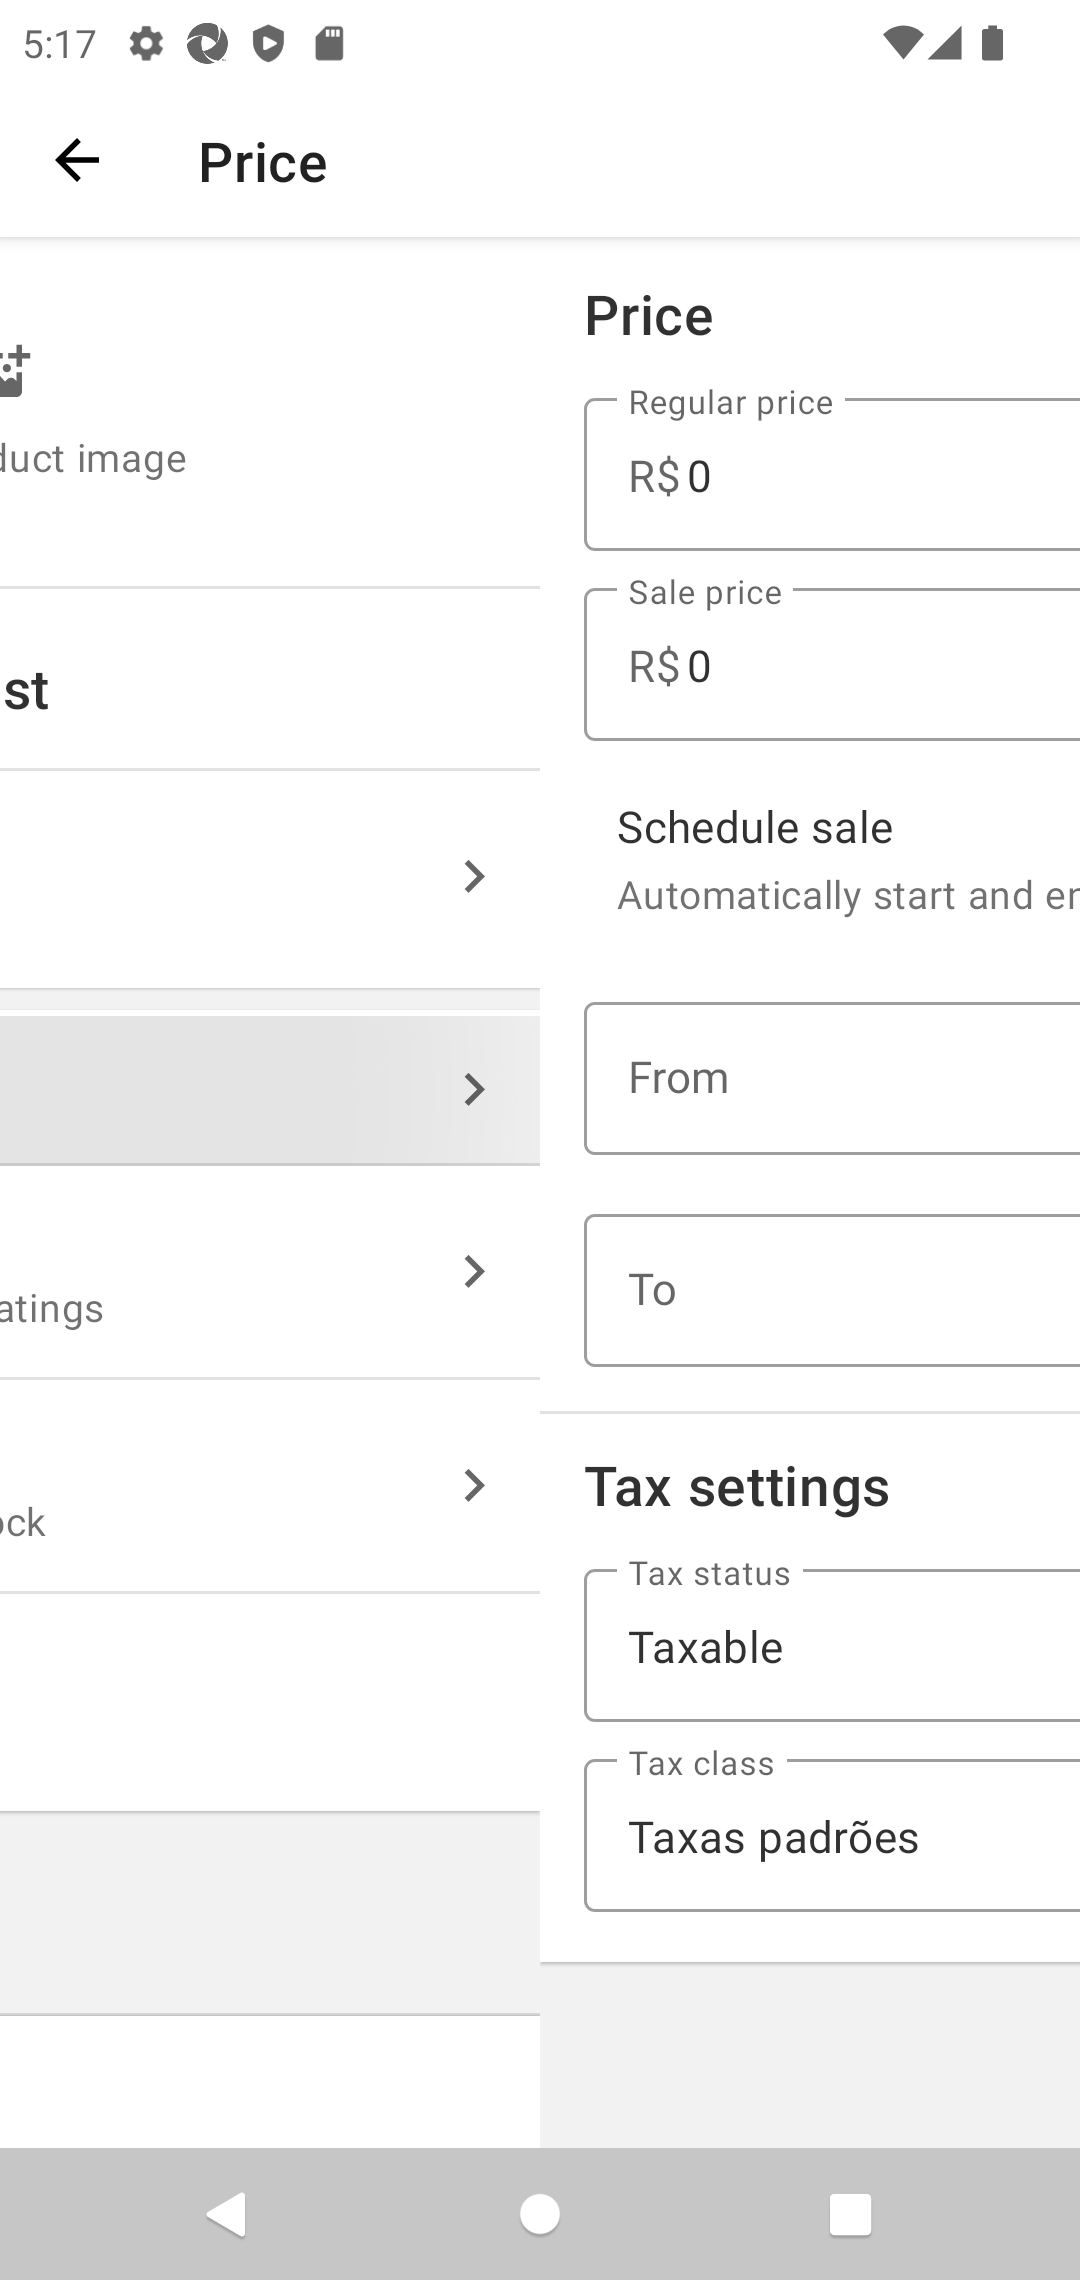 5:17
Price
duct image
st
atings
ock
Price
Regular price
R$ 0
Sale price
R$ 0
Schedule sale
Automatically start and en
From
To
Tax settings
Tax status
Taxable
Tax class
Taxas padrões